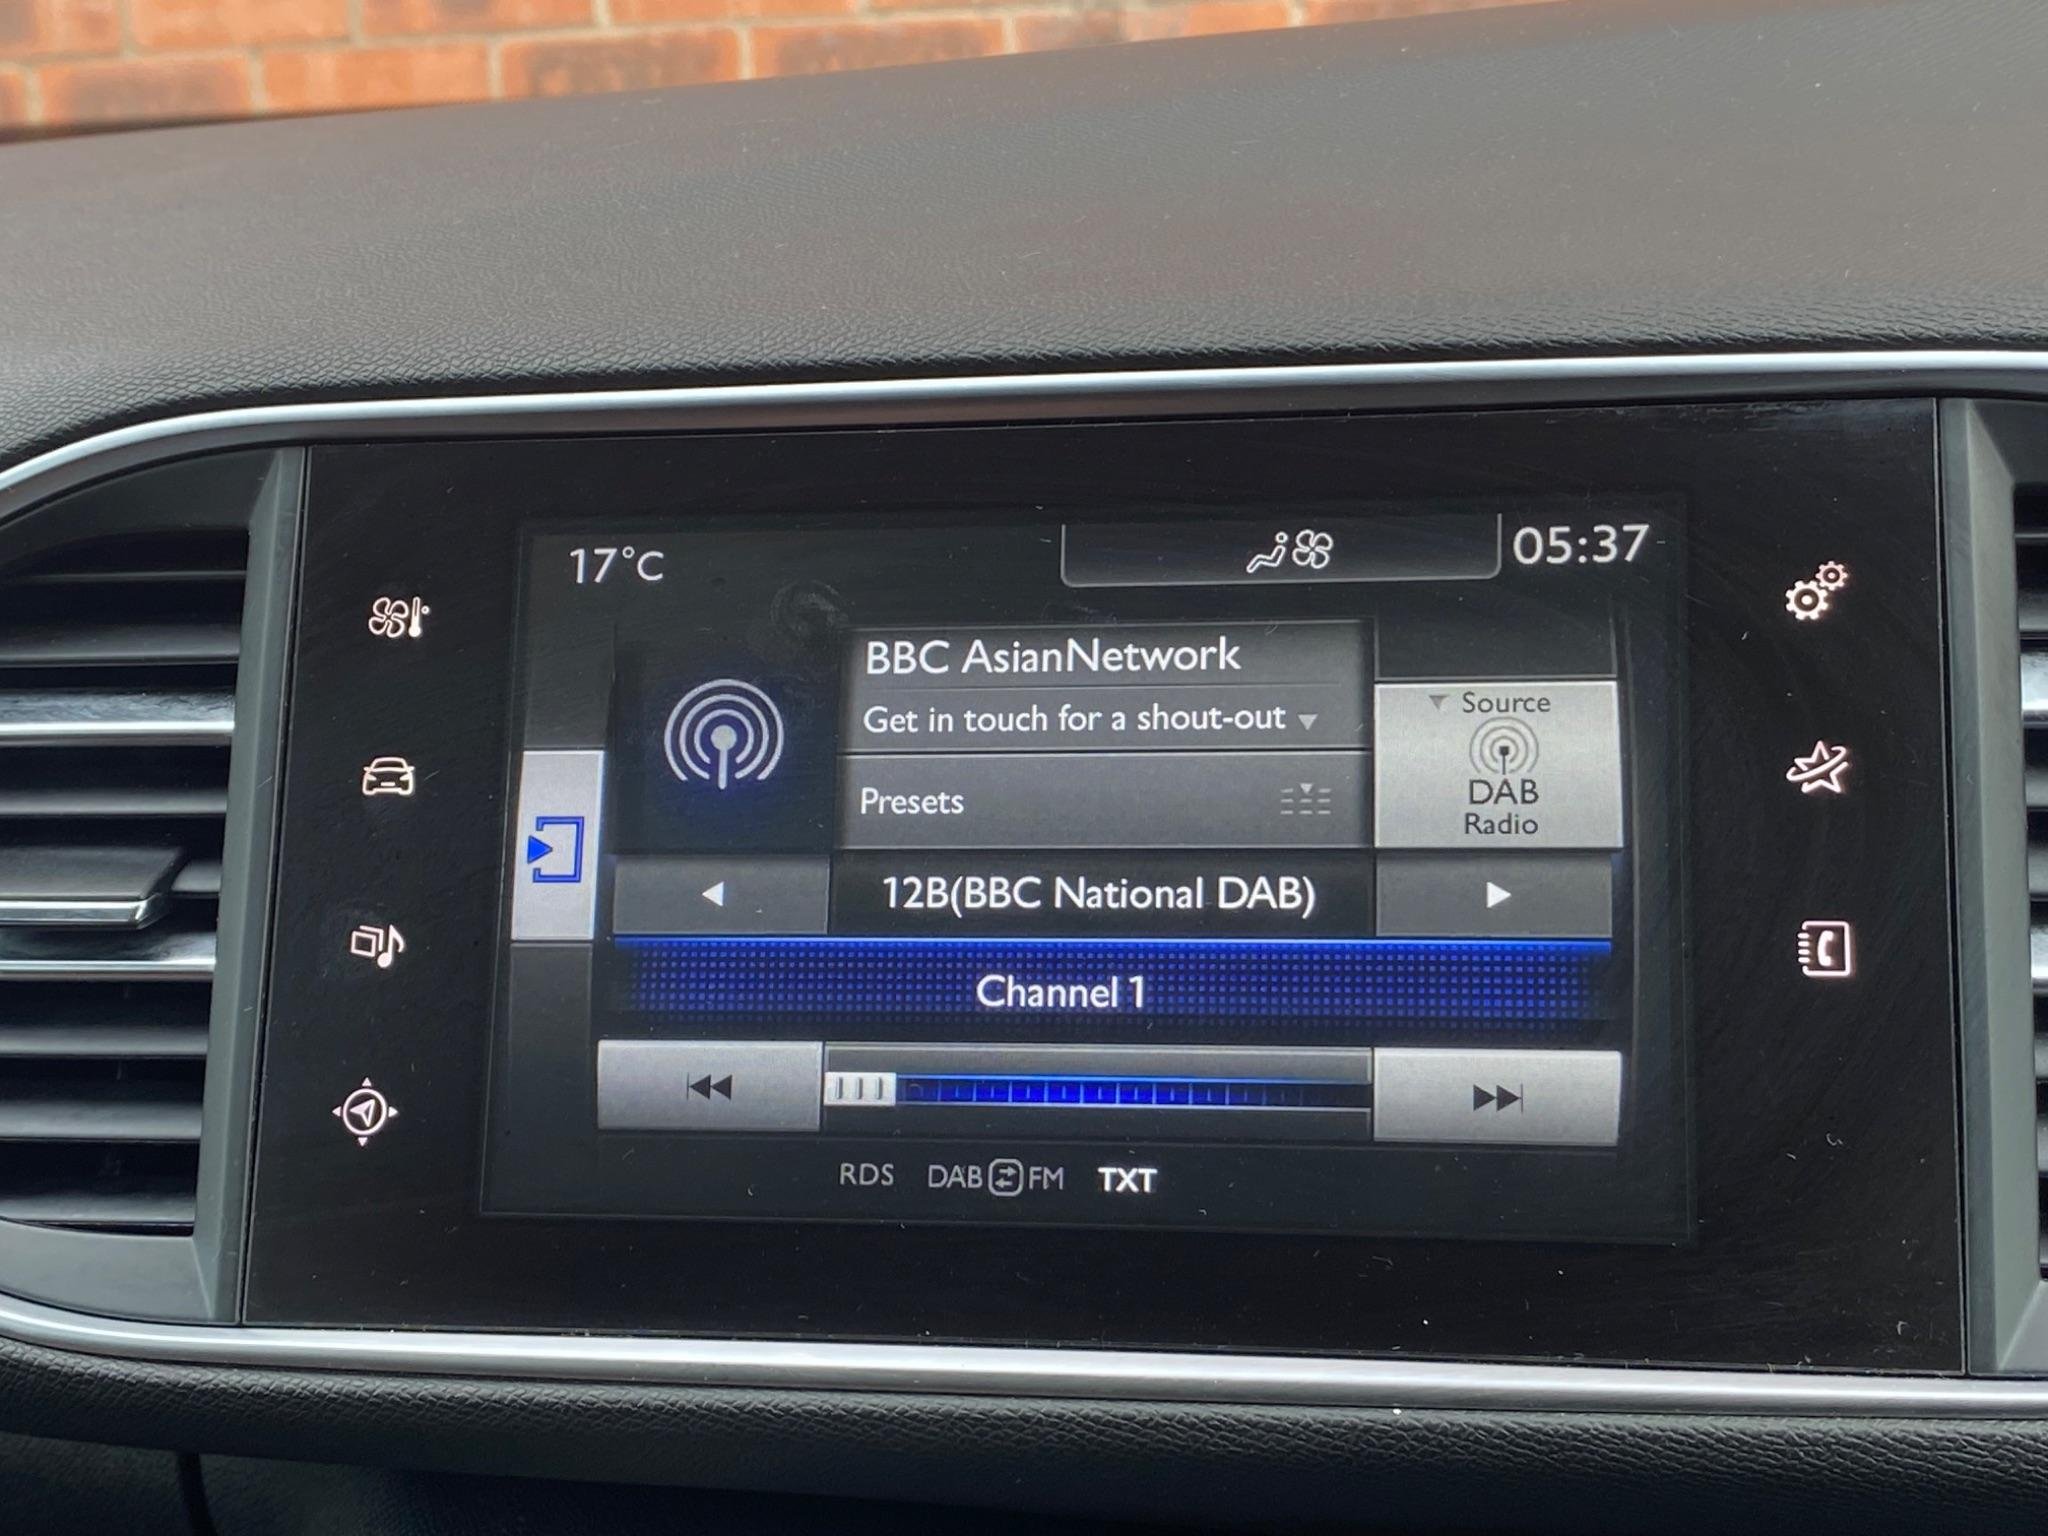 17°C
05:37
BBC AsianNetwork
Get in touch for a shout-out
Source
DAB
Radio
Presets
12B(BBC National DAB)
Channel 1
RDS DAB FM TXT